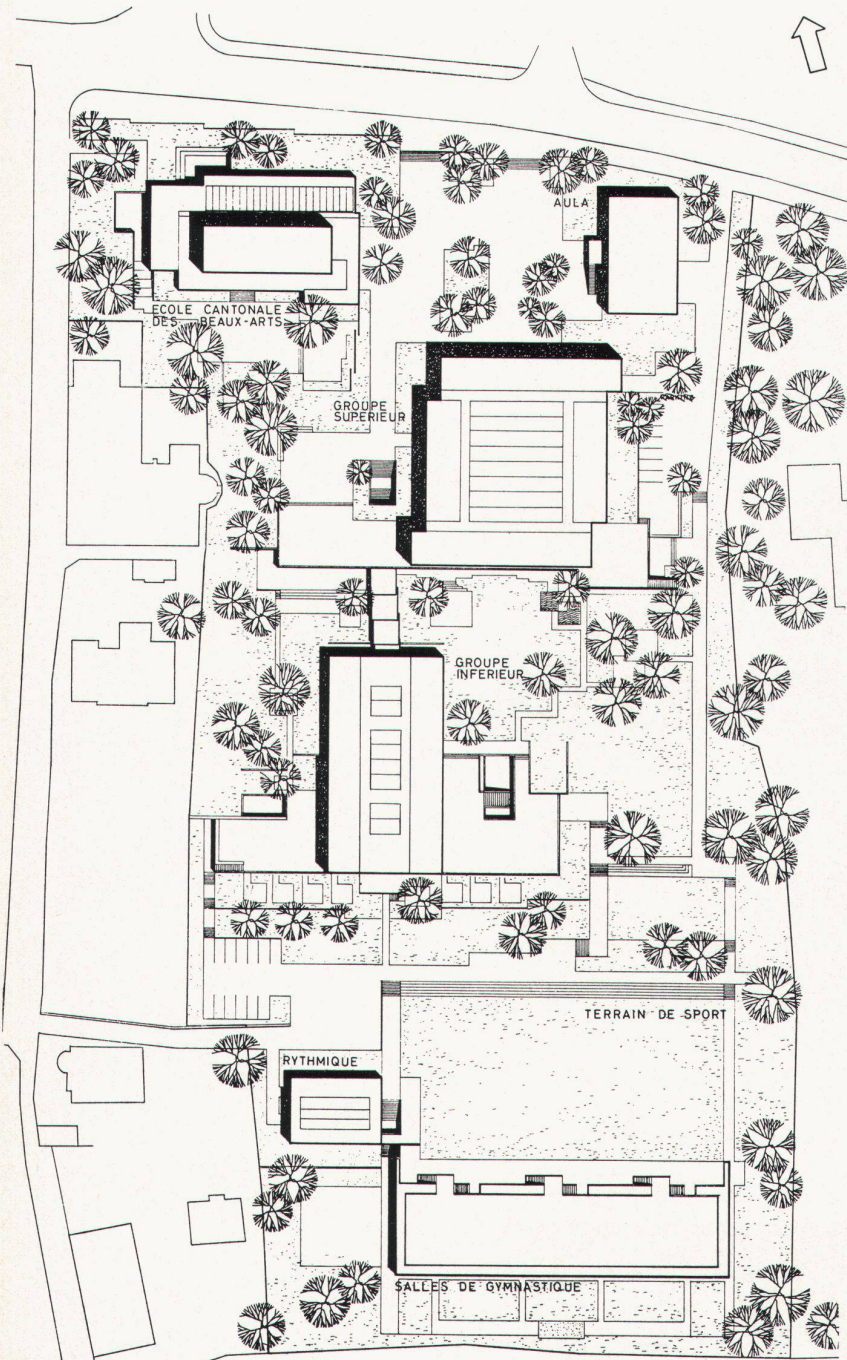 AULA
ECOLE CANTONALE
DES BEAUX-ARTS
GROUPE
SUPERIEUR
GROUPE
INFERIEUR
TERRAIN DE SPORT
RYTHMIQUE
SALLES DE GYMNASTIQUE